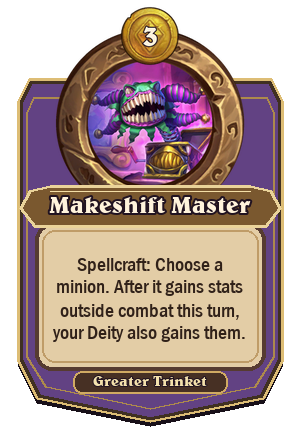 3
Makeshift Master
Spellcraft: Choose a
minion. After it gains stats
outside combat this turn,
your Deity also gains them.
Greater Trinket